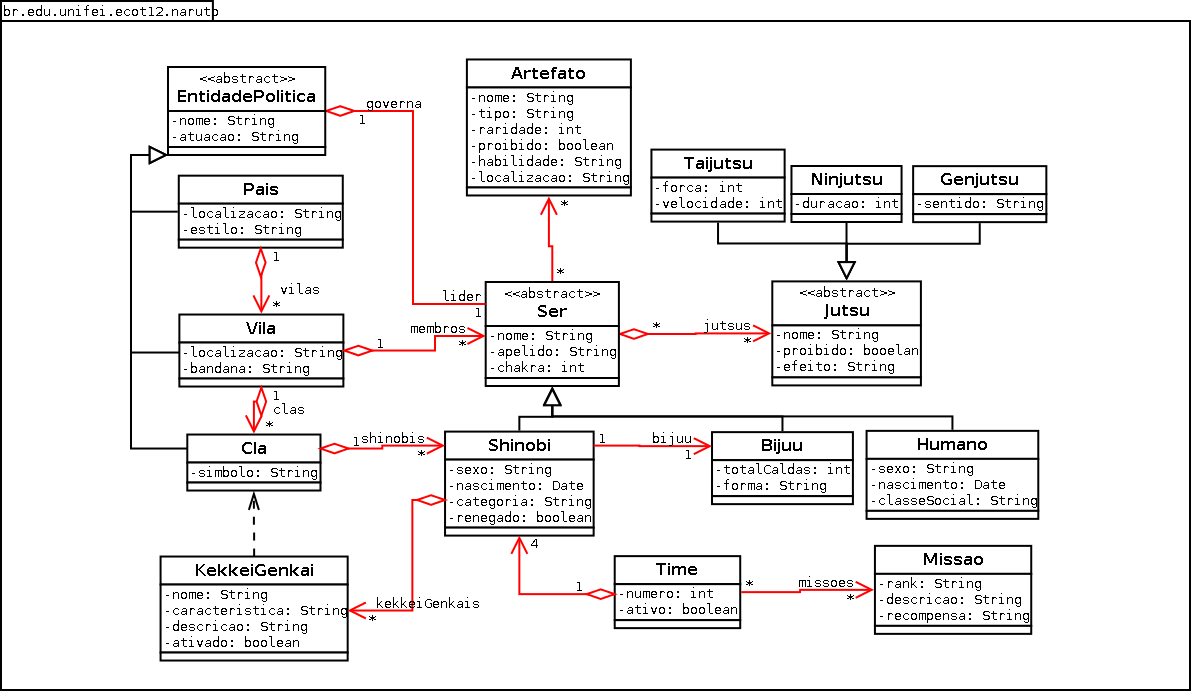 br.edu.unifei.ecot12.naruto
<<abstract>>
EntidadePolitica
-nome: String
-atuacao: String
governa
1
Artefato
-nome: String
-tipo: String
-raridade: int
-proibido: boolean
-habilidade: String
-localizacao: String
*
*
Taijutsu
-forca: int
-velocidade: int
Ninjutsu
-duracao: int
Genjutsu
-sentido: String
Pais
-localizacao: String
-estilo: String
1
vilas
*
lider
1
<<abstract>>
Ser
-nome: String
-apelido: String
-chakra: int
*
jutsus
*
<<abstract>>
Jutsu
-nome: String
-proibido: booelan
-efeito: String
Vila
-localizacao: String
-bandana: String
1
membros
*
1
clas
*
Cla
-simbolo: String
1
shinobis
*
Shinobi
-sexo: String
-nascimento: Date
-categoria: String
-renegado: boolean
1
bijuu
1
Bijuu
-totalCaldas: int
-forma: String
Humano
-sexo: String
-nascimento: Date
-classeSocial: String
KekkeiGenkai
-nome: String
-caracteristica: String
-descricao: String
-ativado: boolean
kekkeiGenkais
*
4
1
Time
-numero: int
-ativo: boolean
*
missoes
*
Missao
-rank: String
-descricao: String
-recompensa: String